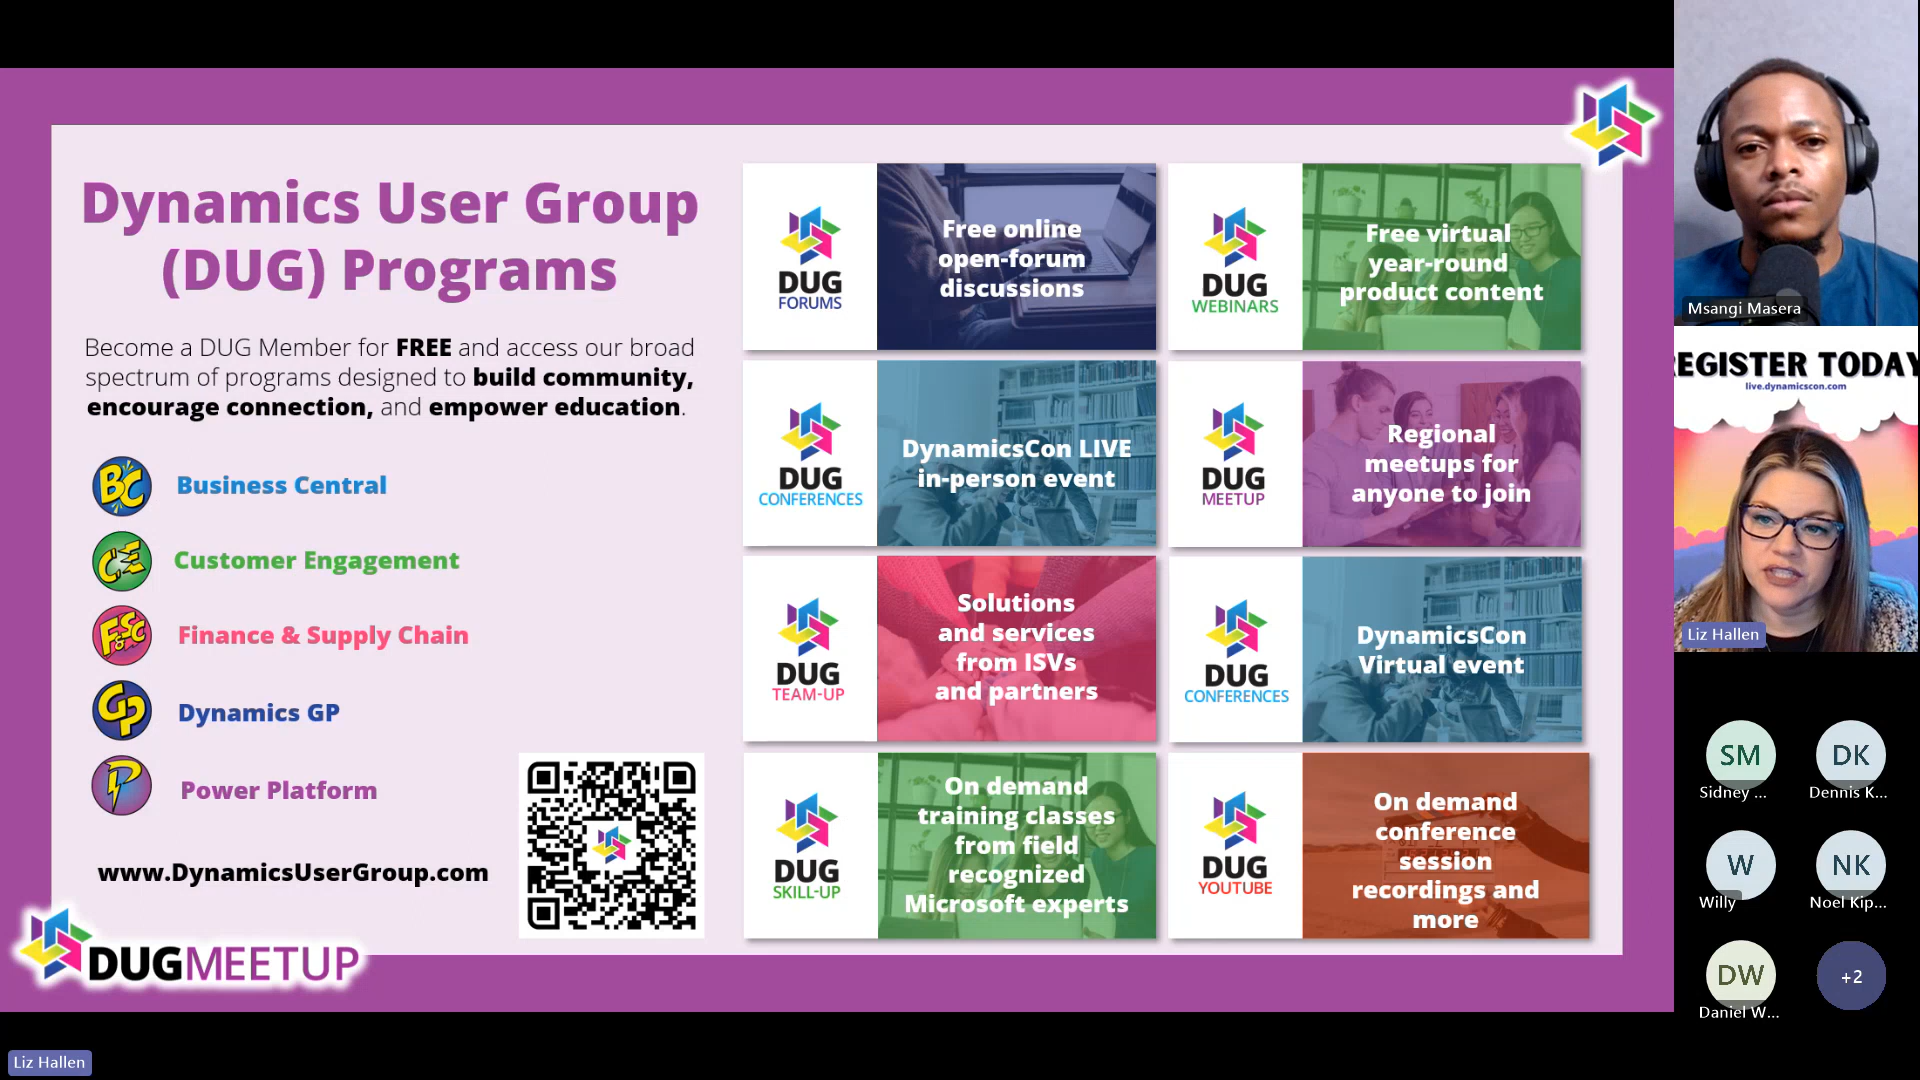 Dynamics User Group
(DUG) Programs
Become a DUG Member for FREE and access our broad
spectrum of programs designed to build community,
encourage connection, and empower education.
BC
Business Central
CE
Customer Engagement
F&SC
Finance & Supply Chain
GP
Dynamics GP
P
Power Platform
www.DynamicsUserGroup.com
DUGMEETUP
DUG
FORUMS
Free online
open-forum
discussions
DUG
WEBINARS
Free virtual
year-round
product content
DUG
CONFERENCES
DynamicsCon LIVE
in-person event
DUG
MEETUP
Regional
meetups for
anyone to join
DUG
TEAM-UP
Solutions
and services
from ISVs
and partners
DUG
CONFERENCES
DynamicsCon
Virtual event
DUG
SKILL-UP
On demand
training classes
from field
recognized
Microsoft experts
DUG
YOUTUBE
On demand
conference
session
recordings and
more
Msangi Masera
REGISTER TODAY
live.dynamicscon.com
Liz Hallen
SM
Sidney ...
DK
Dennis K...
W
Willy
NK
Noel Kip...
DW
Daniel W...
+2
Liz Hallen